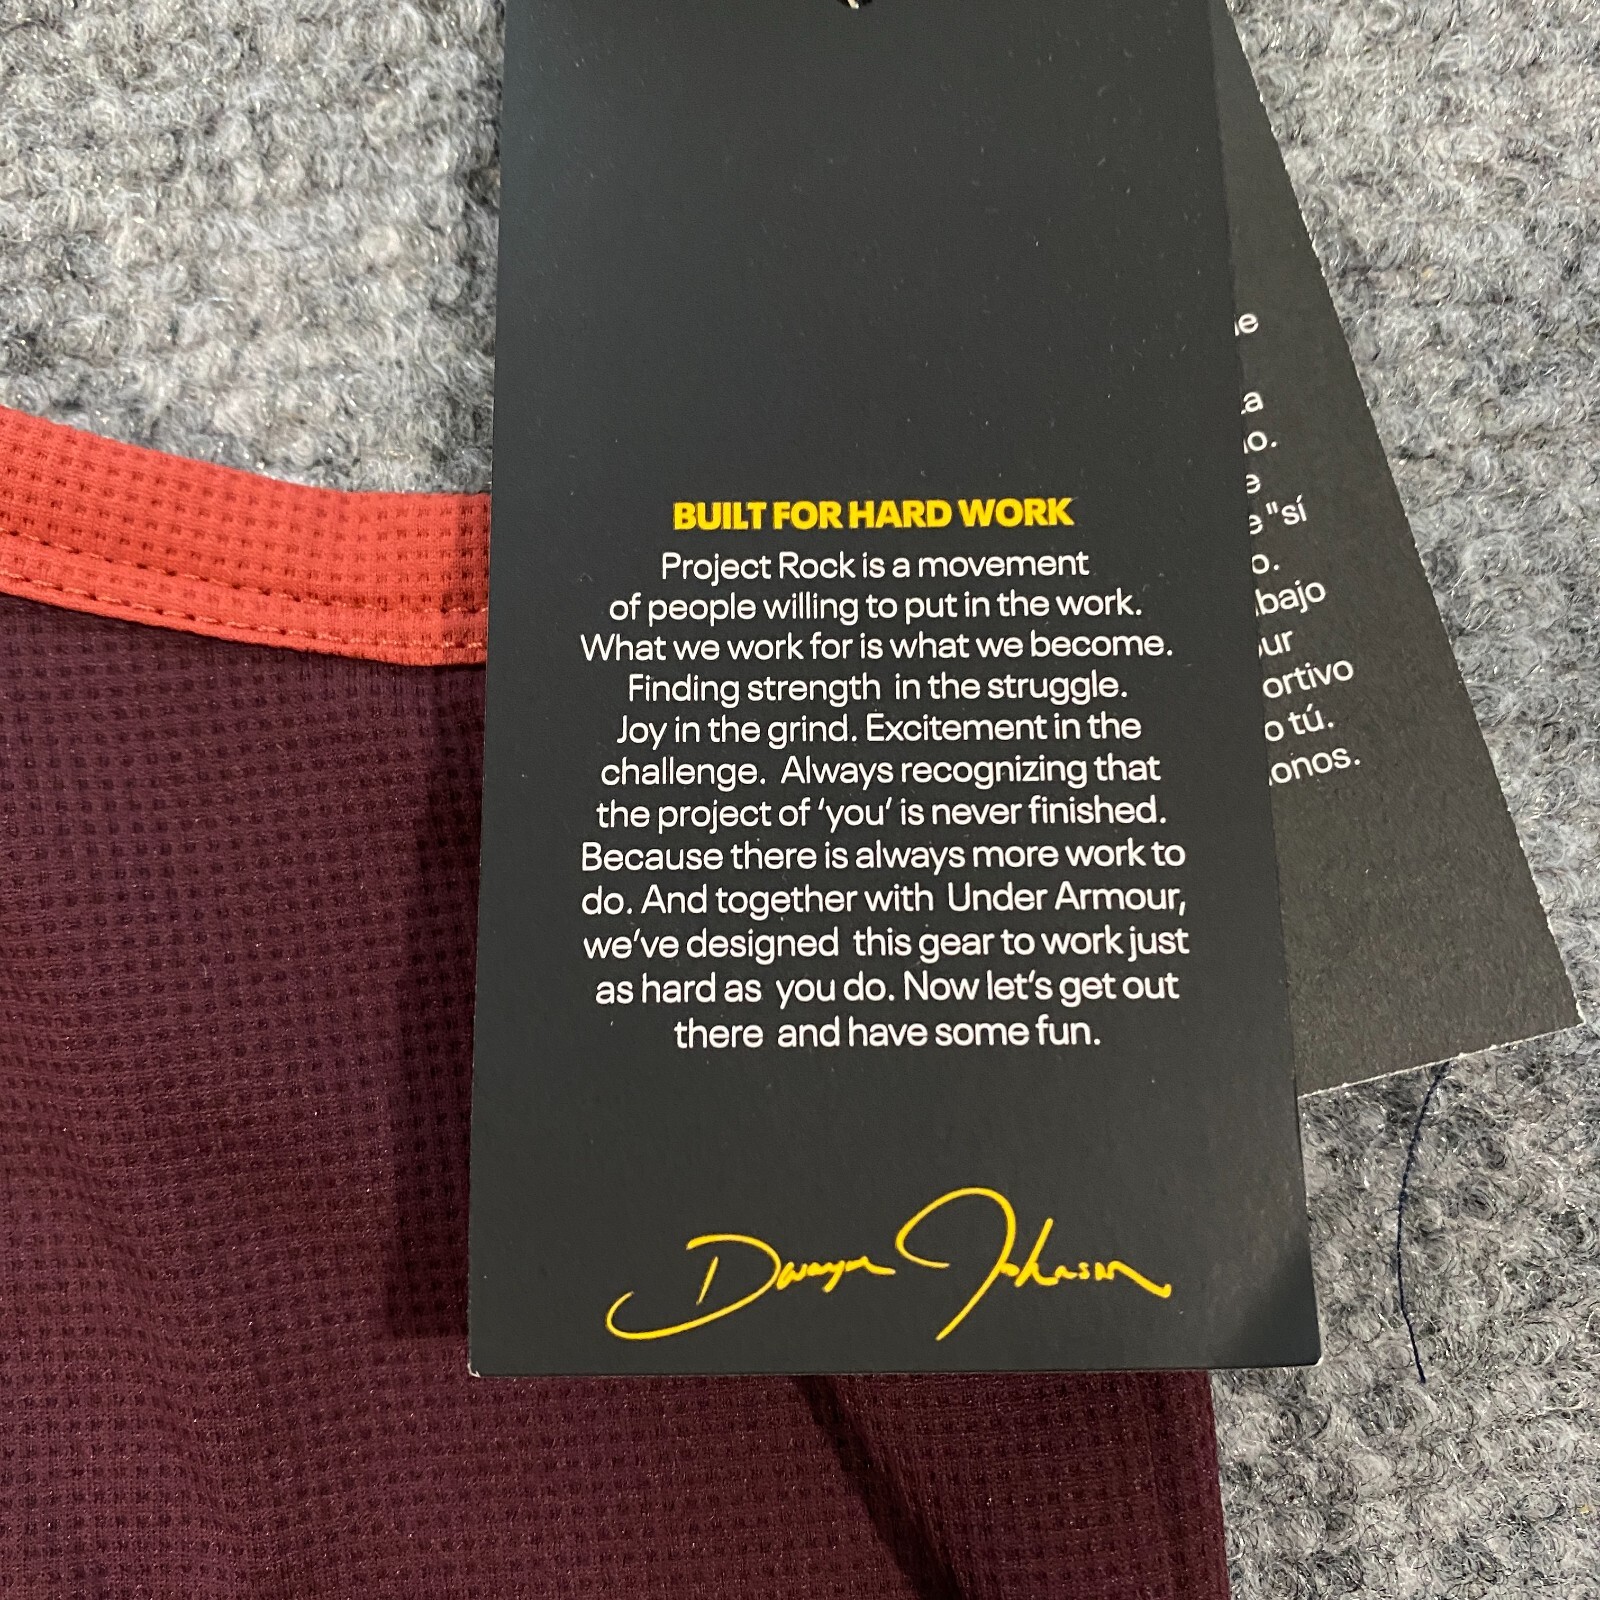 BUILT FOR HARD WORK
Project Rock is a movement
of people willing to put in the work.
What we work for is what we become.
Finding strength in the struggle.
Joy in the grind. Excitement in the
challenge. Always recognizing that
the project of 'you' is never finished.
Because there is always more work to
do. And together with Under Armour,
we've designed this gear to work just
as hard as you do. Now let's get out
there and have some fun.
Dwayne Johnson
"sí
tú.